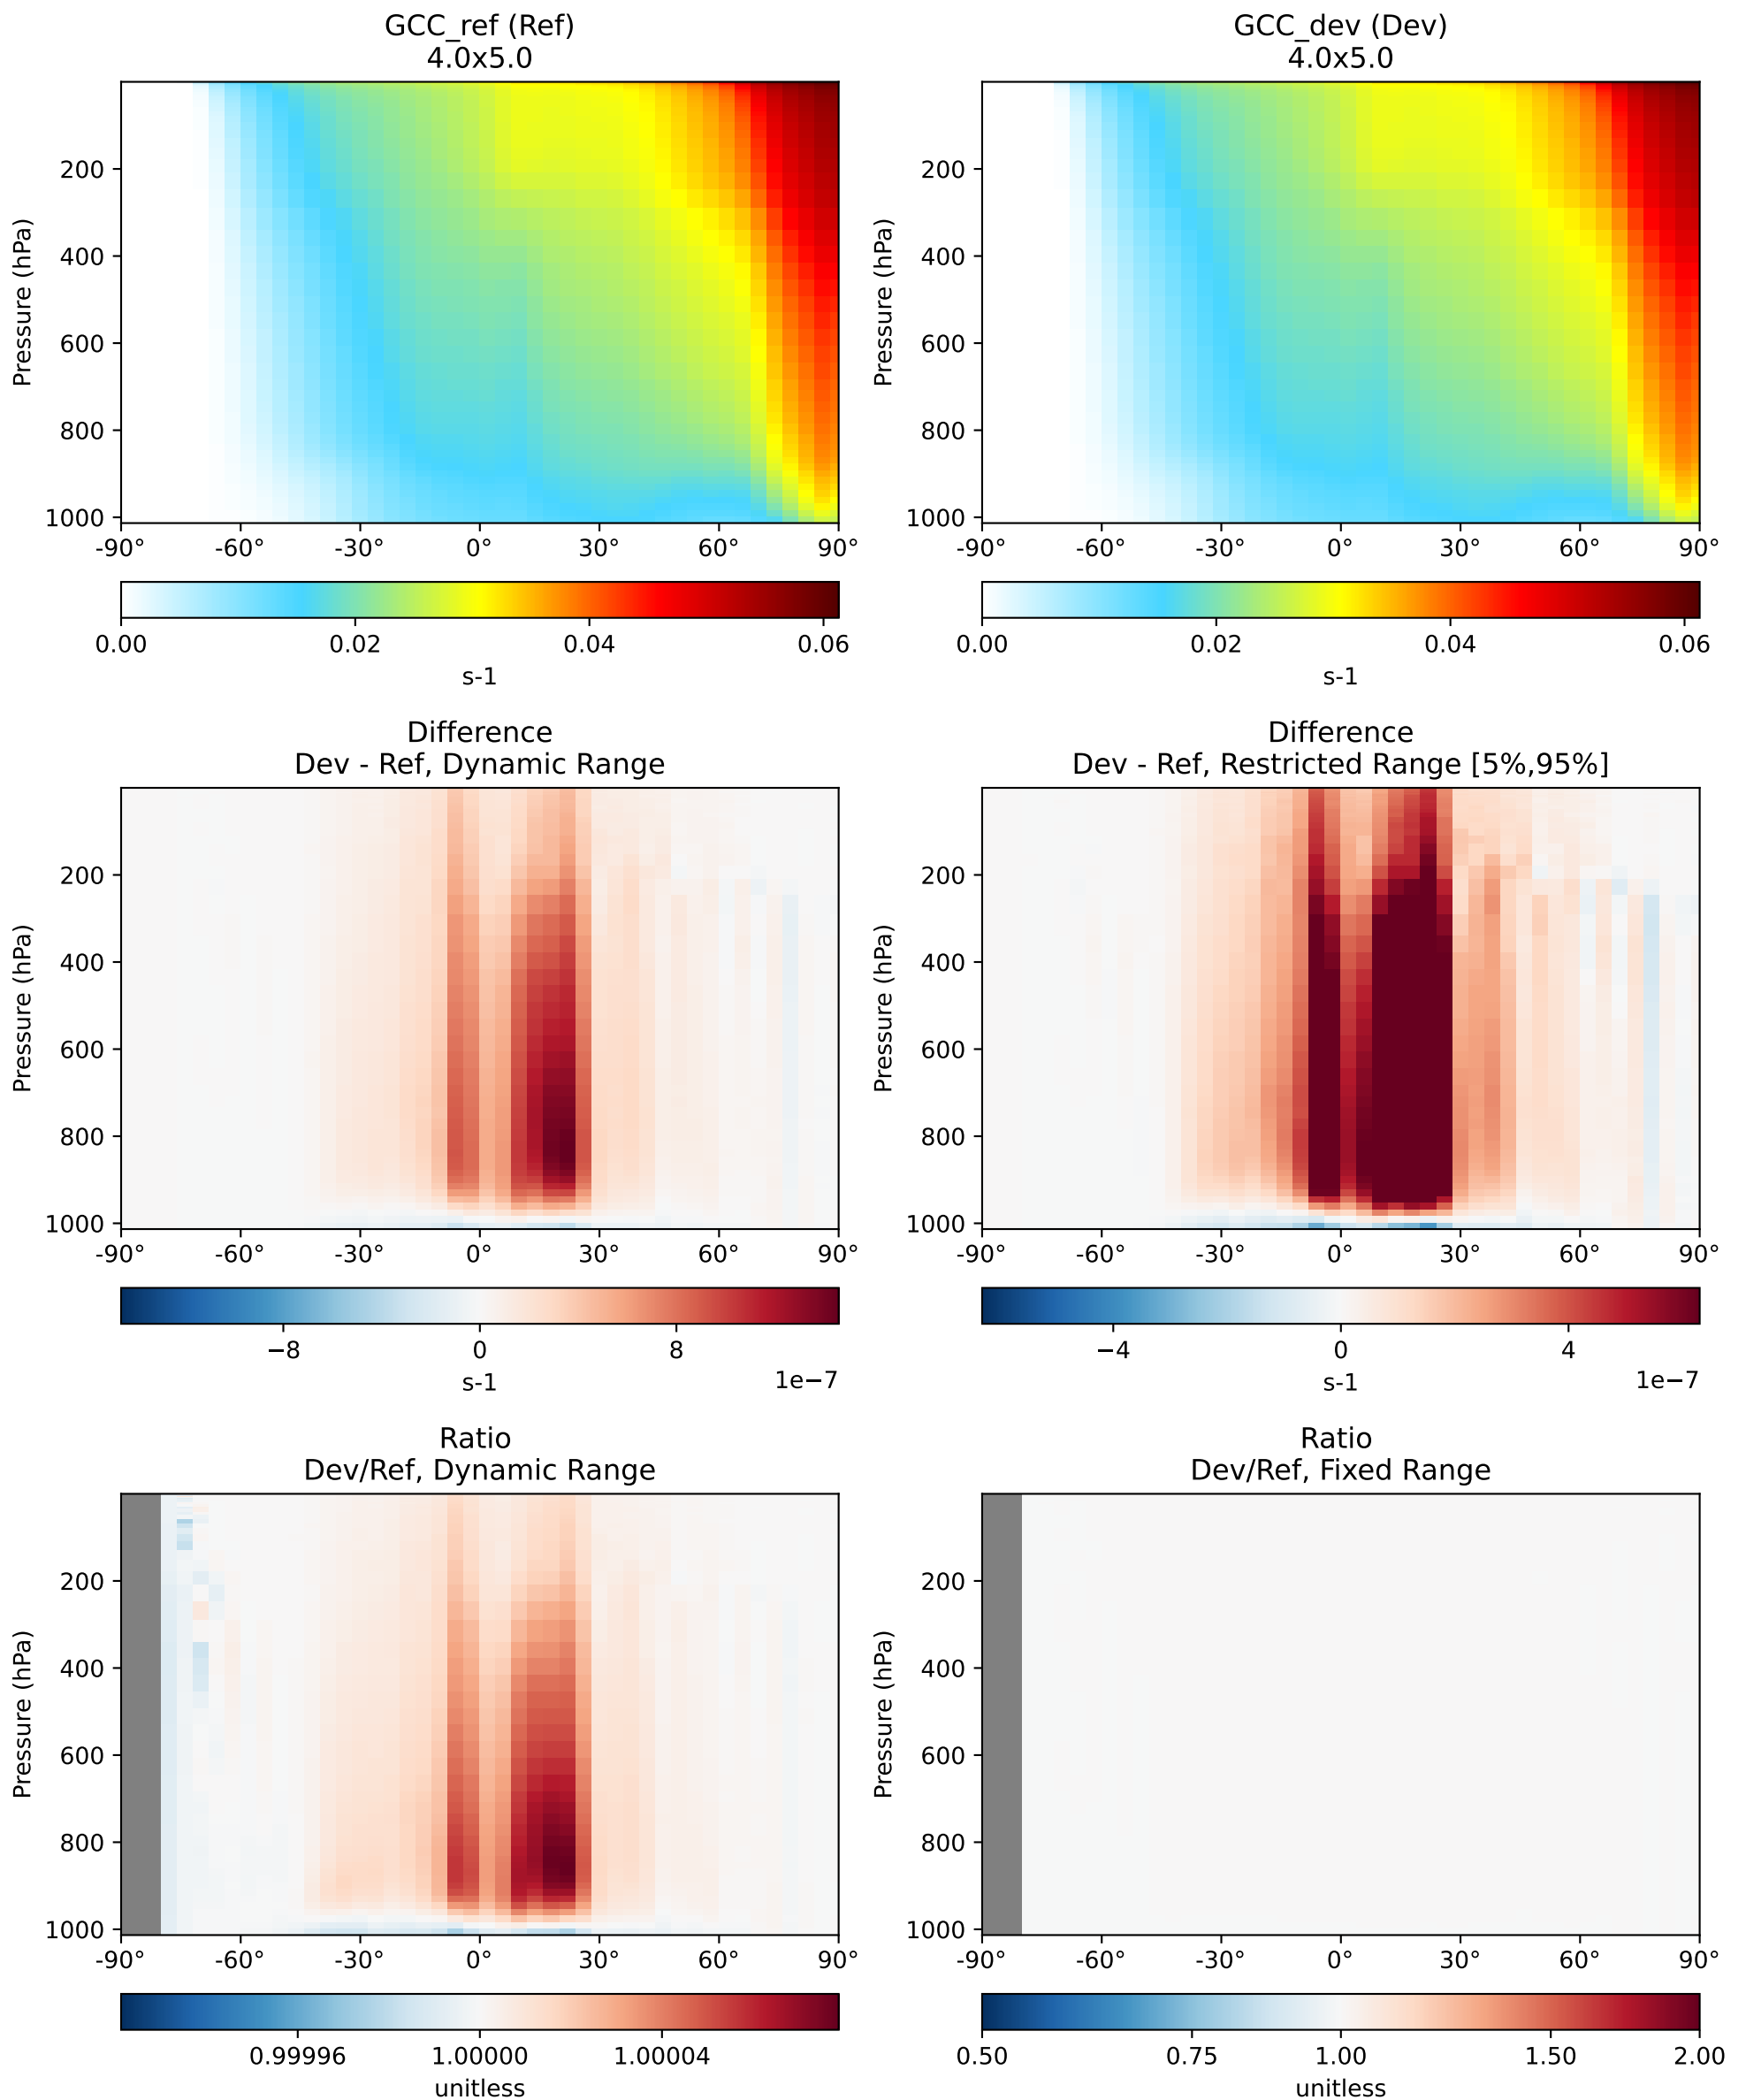 GCC_ref (Ref)
4.0x5.0
GCC_dev (Dev)
4.0x5.0
Pressure (hPa)
200
400
600
800
1000
-90° -60° -30° 0° 30° 60° 90°
0.00 0.02 0.04 0.06
s-1
Pressure (hPa)
200
400
600
800
1000
-90° -60° -30° 0° 30° 60° 90°
0.00 0.02 0.04 0.06
s-1
Difference
Dev - Ref, Dynamic Range
Pressure (hPa)
200
400
600
800
1000
-90° -60° -30° 0° 30° 60° 90°
−8 0 8
s-1 1e−7
Difference
Dev - Ref, Restricted Range [5%,95%]
Pressure (hPa)
200
400
600
800
1000
-90° -60° -30° 0° 30° 60° 90°
−4 0 4
s-1 1e−7
Ratio
Dev/Ref, Dynamic Range
Pressure (hPa)
200
400
600
800
1000
-90° -60° -30° 0° 30° 60° 90°
0.99996 1.00000 1.00004
unitless
Ratio
Dev/Ref, Fixed Range
Pressure (hPa)
200
400
600
800
1000
-90° -60° -30° 0° 30° 60° 90°
0.50 0.75 1.00 1.50 2.00
unitless